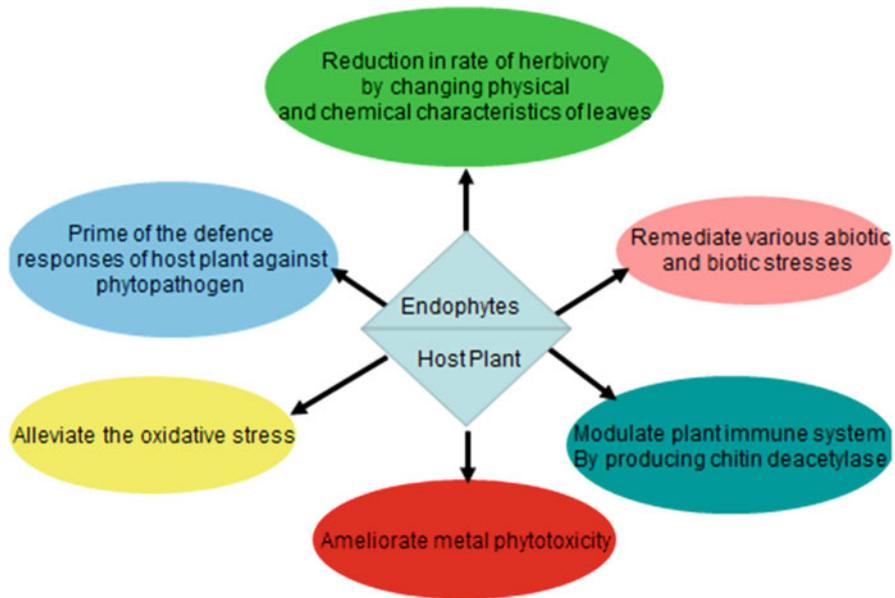 Reduction in rate of herbivory
by changing physical
and chemical characteristics of leaves
Prime of the defence
responses of host plant against
phytopathogen
Remediate various abiotic
and biotic stresses
Endophytes
Host Plant
Alleviate the oxidative stress
Modulate plant immune system
By producing chitin deacetylase
Ameliorate metal phytotoxicity